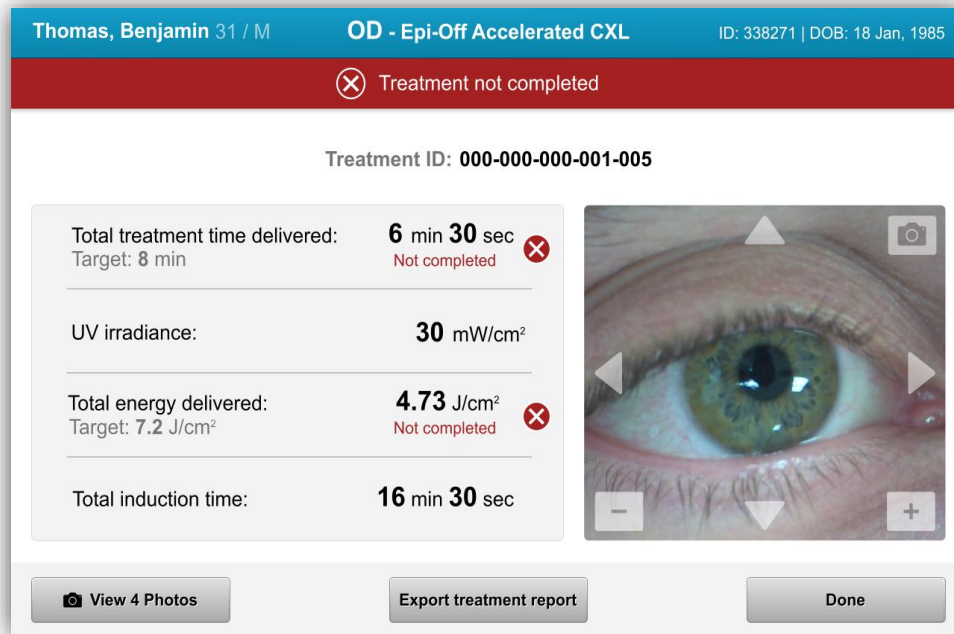 Thomas, Benjamin 31 / M OD - Epi-Off Accelerated CXL ID: 338271 | DOB: 18 Jan, 1985
Treatment not completed
Treatment ID: 000-000-000-001-005
Total treatment time delivered: 6 min 30 sec
Target: 8 min Not completed
UV irradiance: 30 mW/cm²
Total energy delivered: 4.73 J/cm²
Target: 7.2 J/cm² Not completed
Total induction time: 16 min 30 sec
View 4 Photos Export treatment report Done